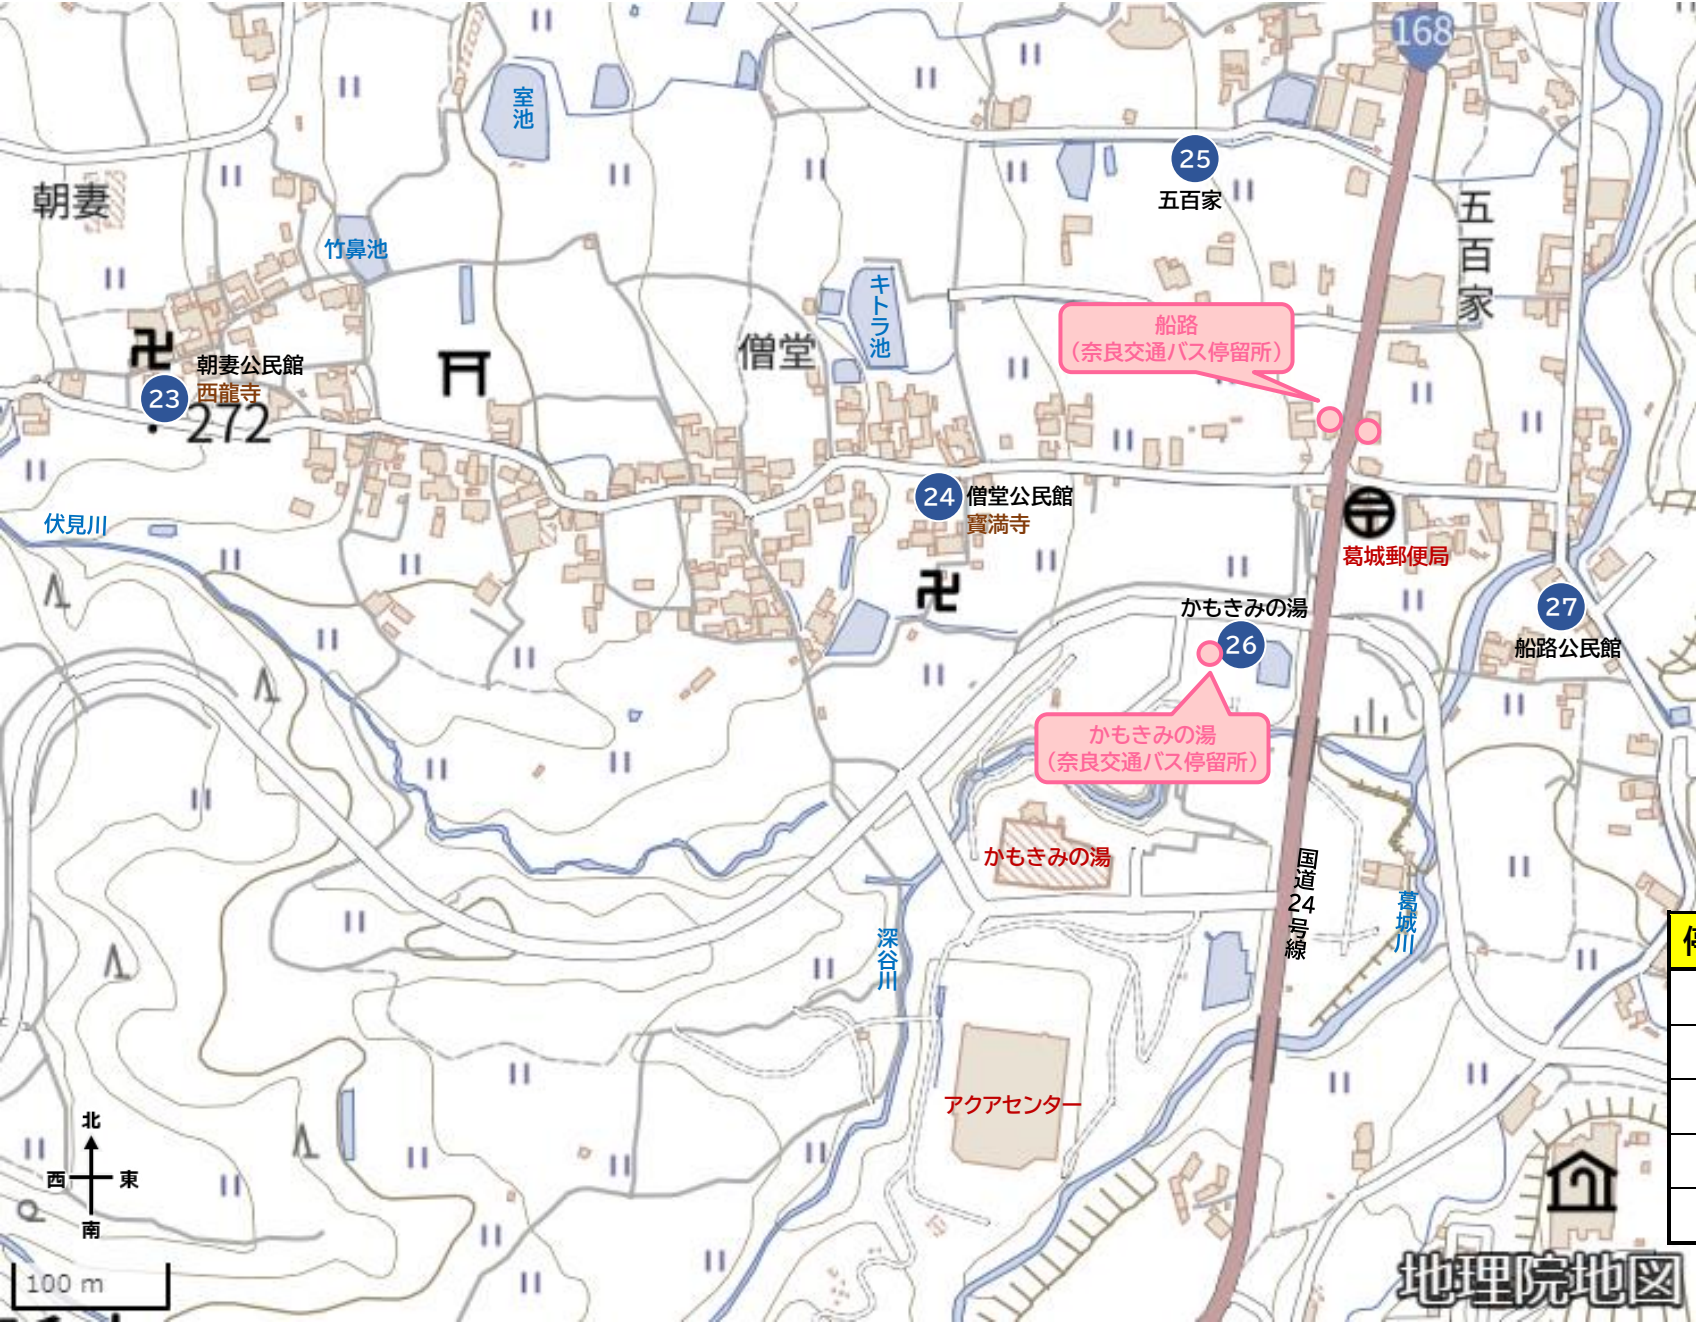 168
室池
25
五百家
朝妻
五百家
竹鼻池
キトラ池
船路
(奈良交通バス停留所)
僧堂
朝妻公民館
23
西龍寺
272
24
僧堂公民館
寳満寺
伏見川
葛城郵便局
かもきみの湯
26
27
船路公民館
かもきみの湯
(奈良交通バス停留所)
かもきみの湯
国道24号線
葛城川
深谷川
アクアセンター
北
西
東
南
100 m
地理院地図